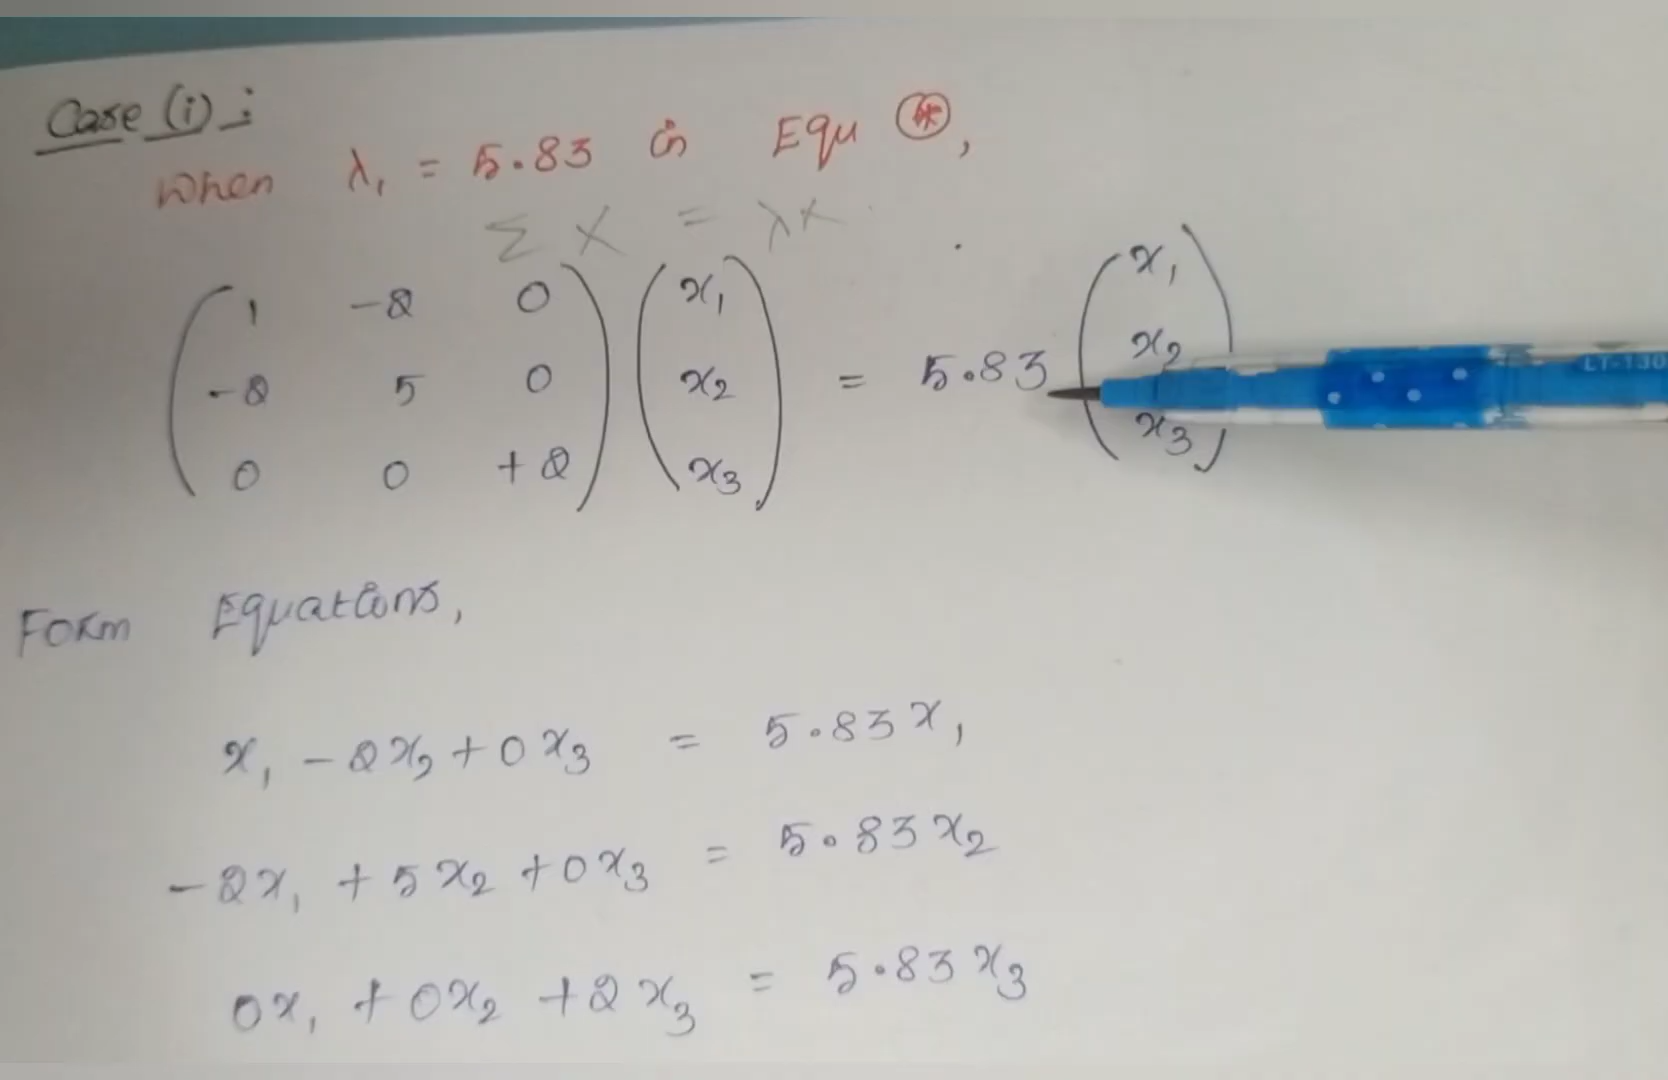 Case (i) :
When λ₁ = 5.83 in Equ (*),
Σ X = λX
( 1 -2 0 ) ( x₁ ) ( x₁ )
( -2 5 0 ) ( x₂ ) = 5.83 ( x₂ )
( 0 0 +2 ) ( x₃ ) ( x₃ )
LT-130
Form Equations,
x₁ - 2x₂ + 0x₃ = 5.83x₁
-2x₁ + 5x₂ + 0x₃ = 5.83x₂
0x₁ + 0x₂ + 2x₃ = 5.83x₃